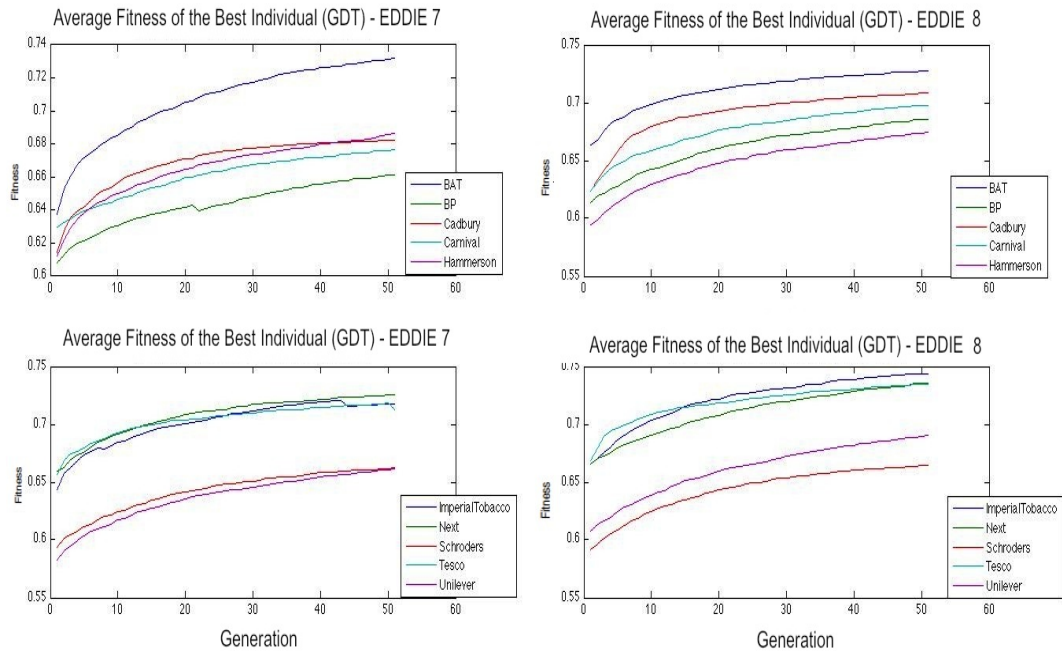 Average Fitness of the Best Individual (GDT) - EDDIE 7
0.74
0.72
0.7
0.68
0.66
0.64
0.62
0.6
Fitness
0
10
20
30
40
50
60
BAT
BP
Cadbury
Carnival
Hammerson
Average Fitness of the Best Individual (GDT) - EDDIE 8
0.75
0.7
0.65
0.6
0.55
Fitness
0
10
20
30
40
50
60
BAT
BP
Cadbury
Carnival
Hammerson
Average Fitness of the Best Individual (GDT) - EDDIE 7
0.75
0.7
0.65
0.6
0.55
Fitness
0
10
20
30
40
50
60
ImperialTobacco
Next
Schroders
Tesco
Unilever
Generation
Average Fitness of the Best Individual (GDT) - EDDIE 8
0.75
0.7
0.65
0.6
0.55
Fitness
0
10
20
30
40
50
60
ImperialTobacco
Next
Schroders
Tesco
Unilever
Generation